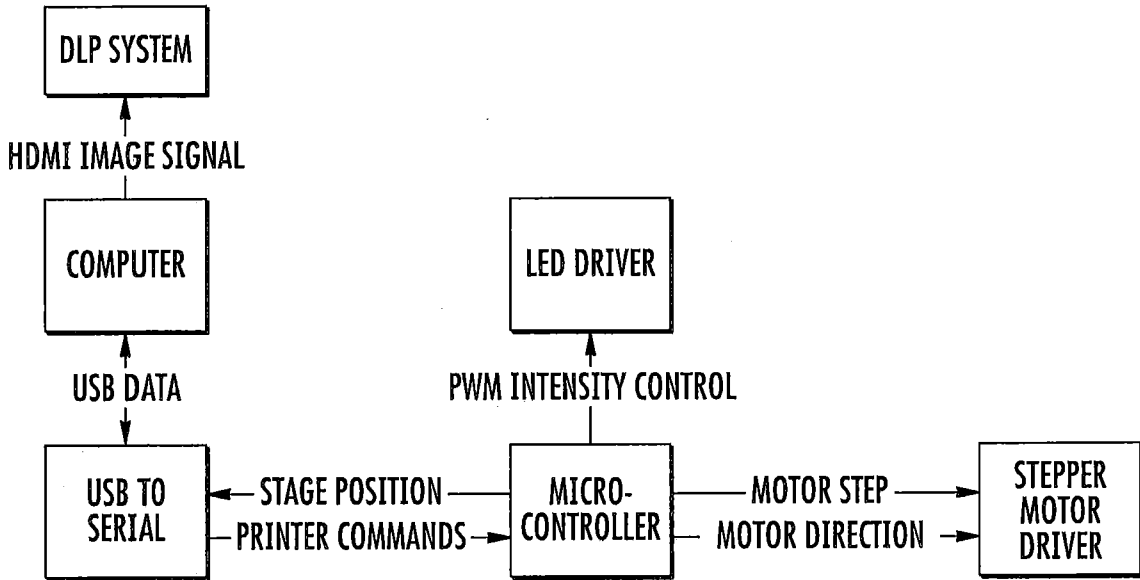 DLP SYSTEM
HDMI IMAGE SIGNAL
COMPUTER
LED DRIVER
USB DATA
PWM INTENSITY CONTROL
USB TO
SERIAL
STAGE POSITION
PRINTER COMMANDS
MICRO-
CONTROLLER
MOTOR STEP
MOTOR DIRECTION
STEPPER
MOTOR
DRIVER